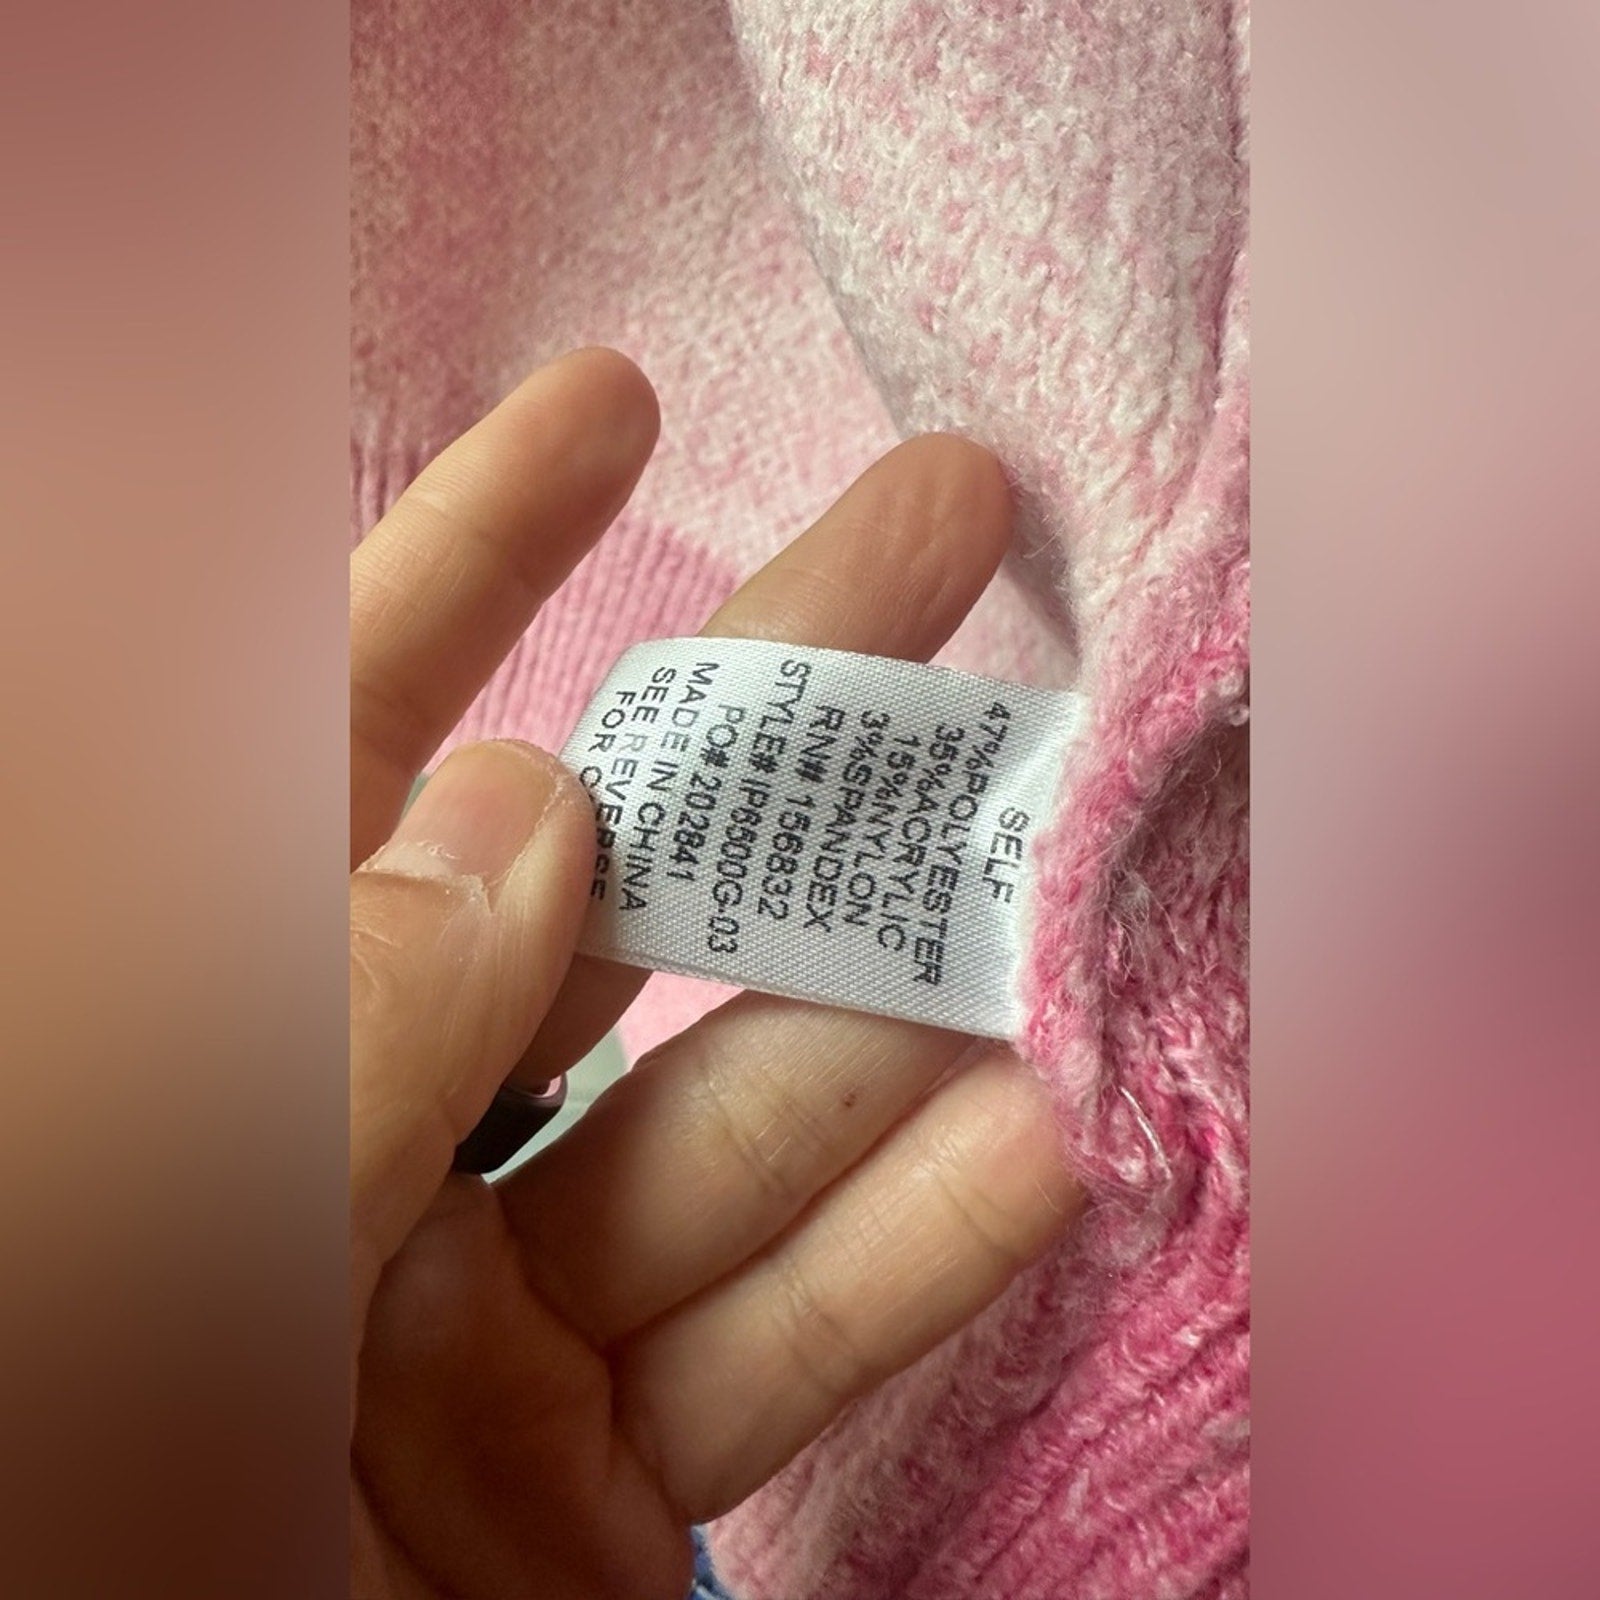 SELF
47%POLYESTER
35%ACRYLIC
15%NYLON
3%SPANDEX
RN# 156832
STYLE# IP6500G-03
PO# 202841
MADE IN CHINA
SEE REVERSE
FOR